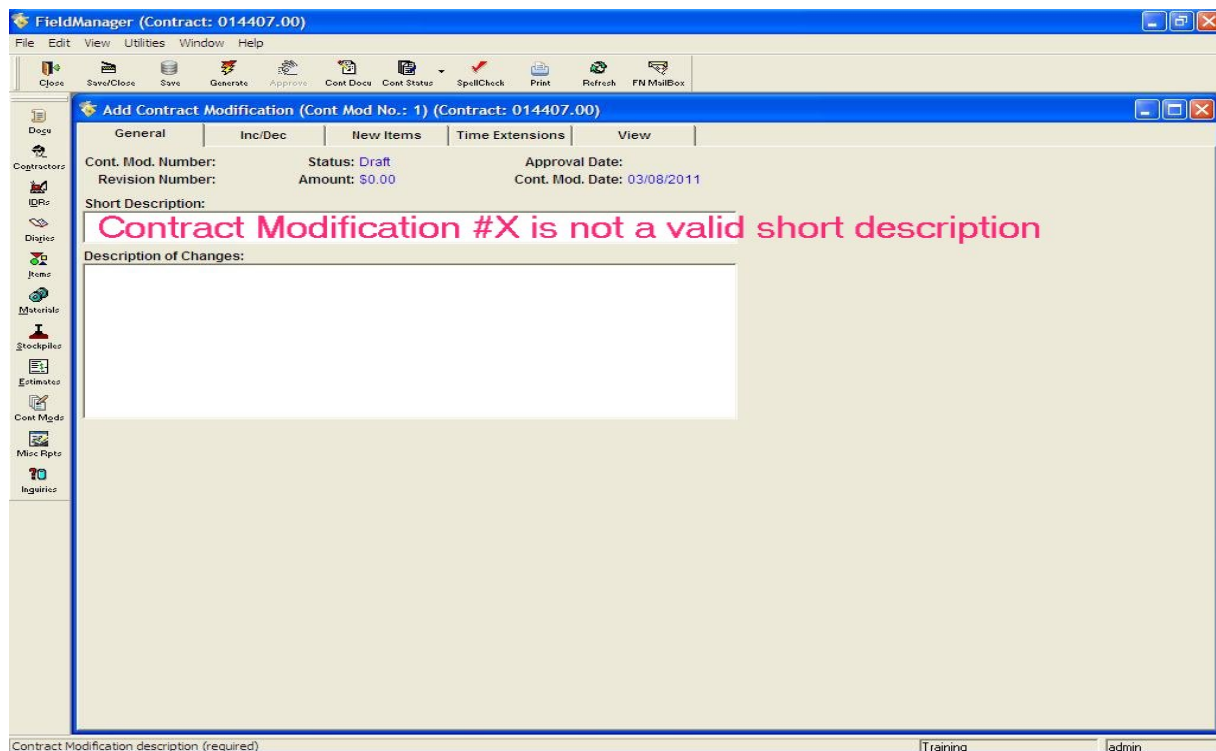 FieldManager (Contract: 014407.00)
File Edit View Utilities Window Help
Close Save/Close Save Generate Approve Cont Docu Cont Status SpellCheck Print Refresh FN MailBox
Add Contract Modification (Cont Mod No.: 1) (Contract: 014407.00)
General Inc/Dec New Items Time Extensions View
Docu
Contractors
IDRs
Diaries
Items
Materials
Stockpiles
Estimates
Cont Mods
Misc Rpts
Inquiries
Cont. Mod. Number: Status: Draft Approval Date:
Revision Number: Amount: $0.00 Cont. Mod. Date: 03/08/2011
Short Description:
Contract Modification #X is not a valid short description
Description of Changes:
Contract Modification description (required) Training admin